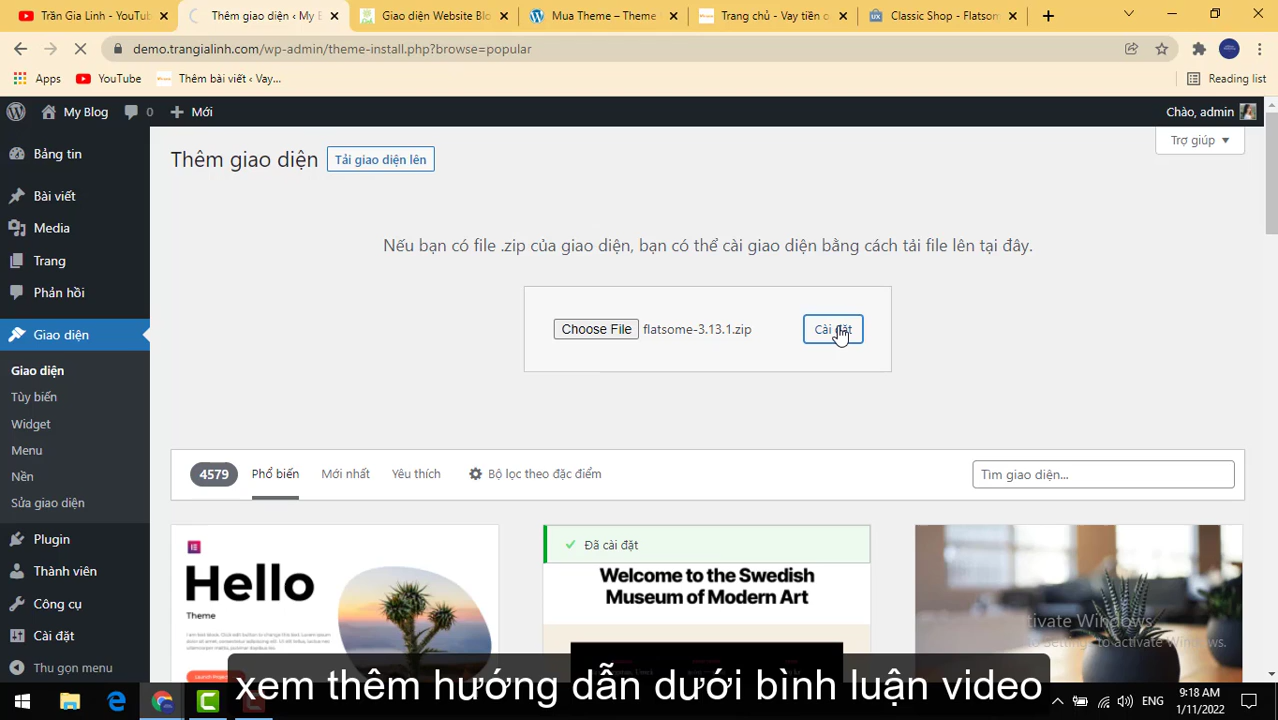 Trần Gia Linh - YouTub
Thêm giao diện ‹ My B
Giao diện Website Blo
Mua Theme – Theme
Trang chủ - Vay tiền o
Classic Shop - Flatsom
demo.trangialinh.com/wp-admin/theme-install.php?browse=popular
Apps
YouTube
Thêm bài viết ‹ Vay...
Reading list
My Blog
0
Mới
Chào, admin
Bảng tin
Bài viết
Media
Trang
Phản hồi
Giao diện
Giao diện
Tùy biến
Widget
Menu
Nền
Sửa giao diện
Plugin
Thành viên
Công cụ
Cài đặt
Thu gọn menu
Thêm giao diện
Tải giao diện lên
Trợ giúp
Nếu bạn có file .zip của giao diện, bạn có thể cài giao diện bằng cách tải file lên tại đây.
Choose File
flatsome-3.13.1.zip
Cài đặt
4579
Phổ biến
Mới nhất
Yêu thích
Bộ lọc theo đặc điểm
Tìm giao diện...
Hello
Theme
Đã cài đặt
Welcome to the Swedish
Museum of Modern Art
tivate Windows
to Settings to activate Windows.
xem thêm hướng dẫn dưới bình luận video
ENG
9:18 AM
1/11/2022